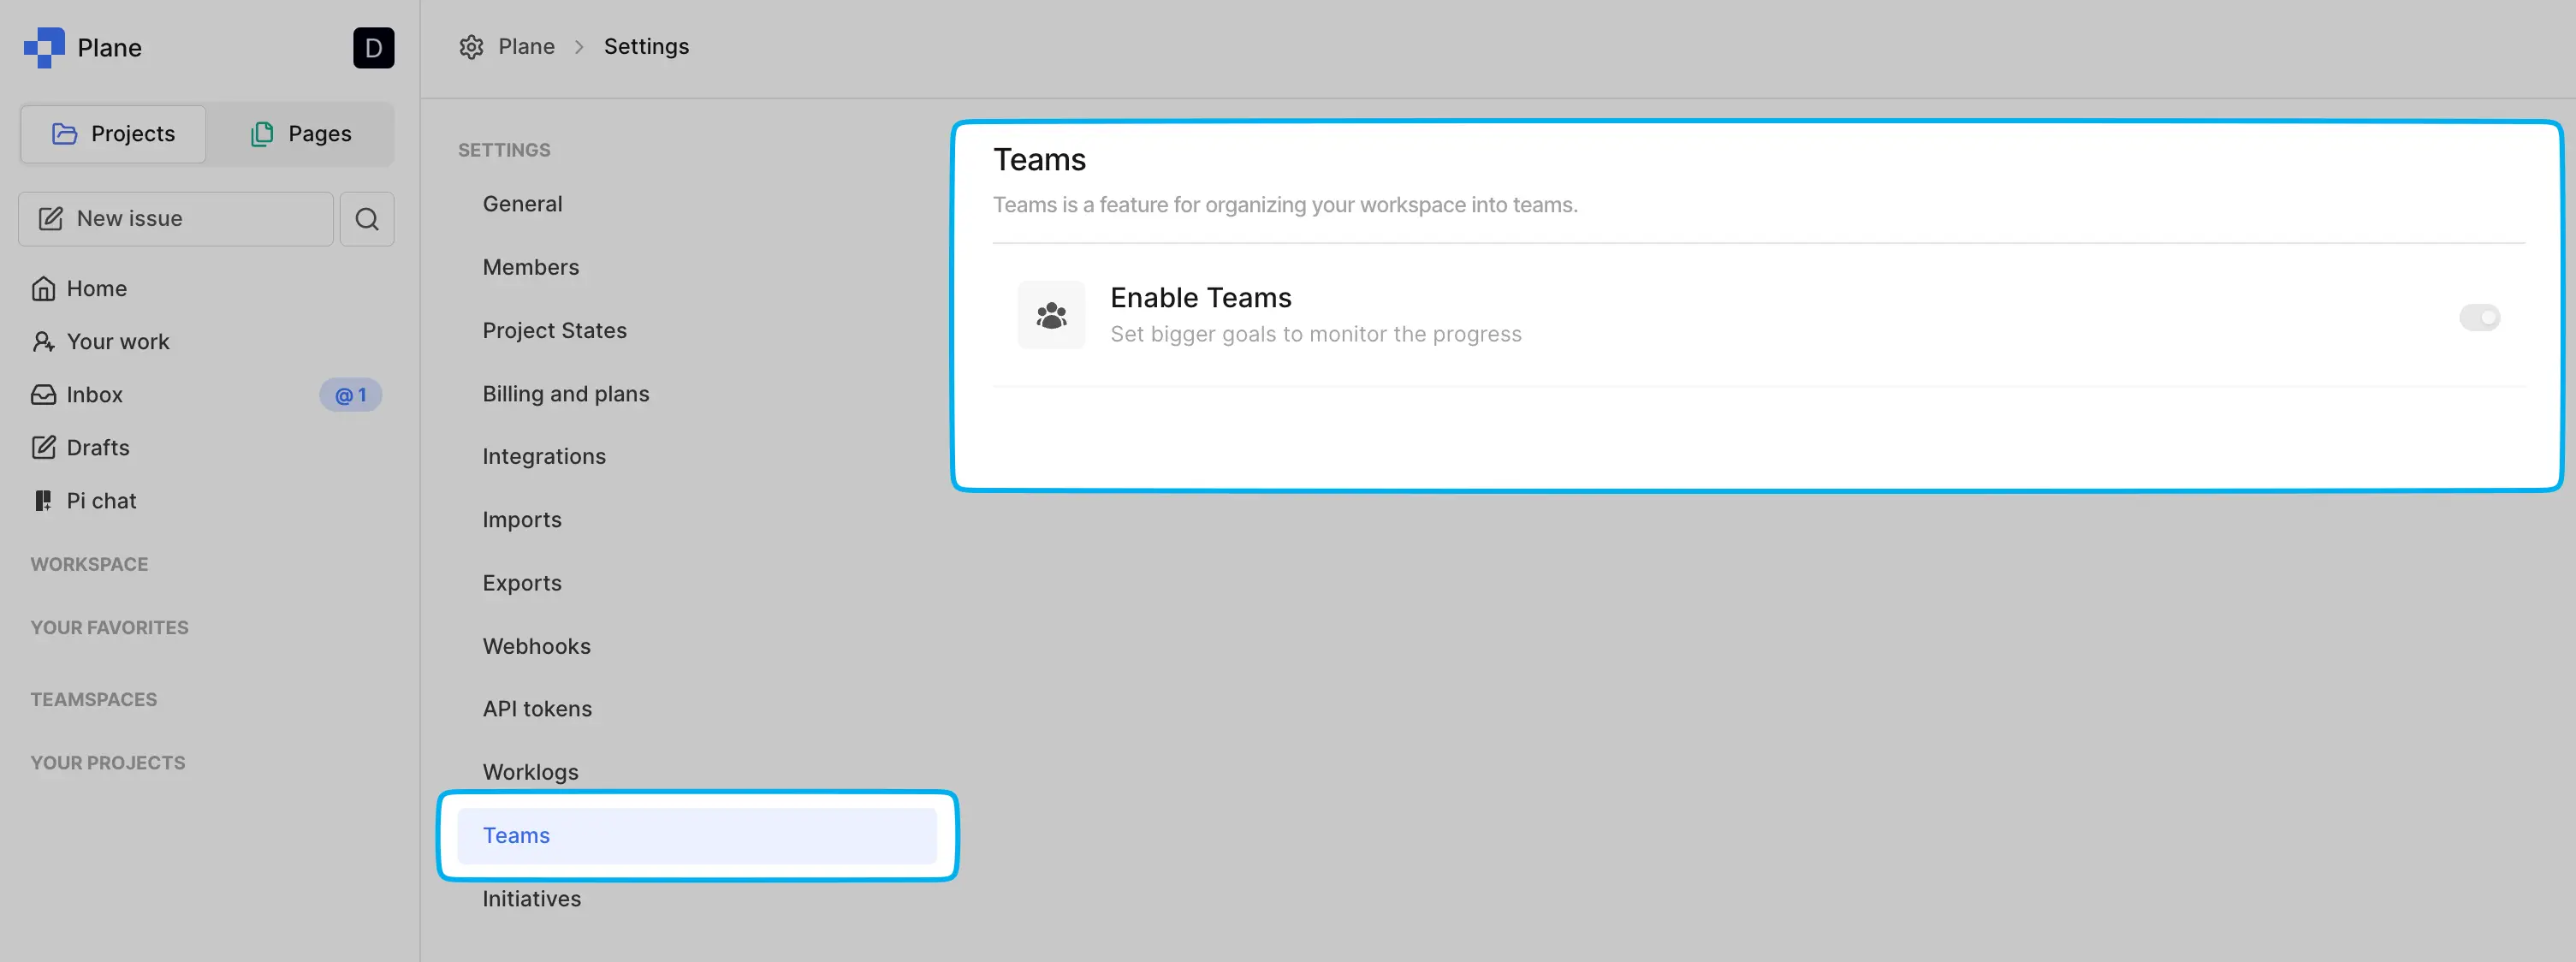 Plane
D
Projects
Pages
New issue
Home
Your work
Inbox
@ 1
Drafts
Pi chat
WORKSPACE
YOUR FAVORITES
TEAMSPACES
YOUR PROJECTS
Plane > Settings
SETTINGS
General
Members
Project States
Billing and plans
Integrations
Imports
Exports
Webhooks
API tokens
Worklogs
Teams
Initiatives
Teams
Teams is a feature for organizing your workspace into teams.
Enable Teams
Set bigger goals to monitor the progress